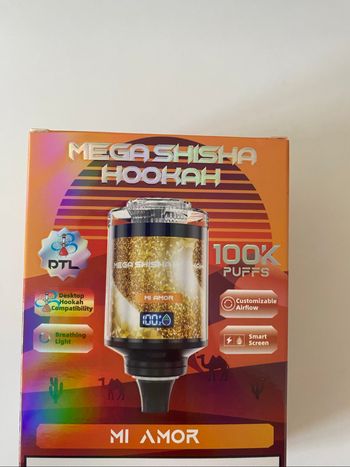 MEGA SHISHA
HOOKAH
DTL
100K
PUFFS
MEGA SHISHA HOOKAH
MI AMOR
100%
Desktop
Hookah
Compatibility
Customizable
Airflow
Breathing
Light
Smart
Screen
MI AMOR